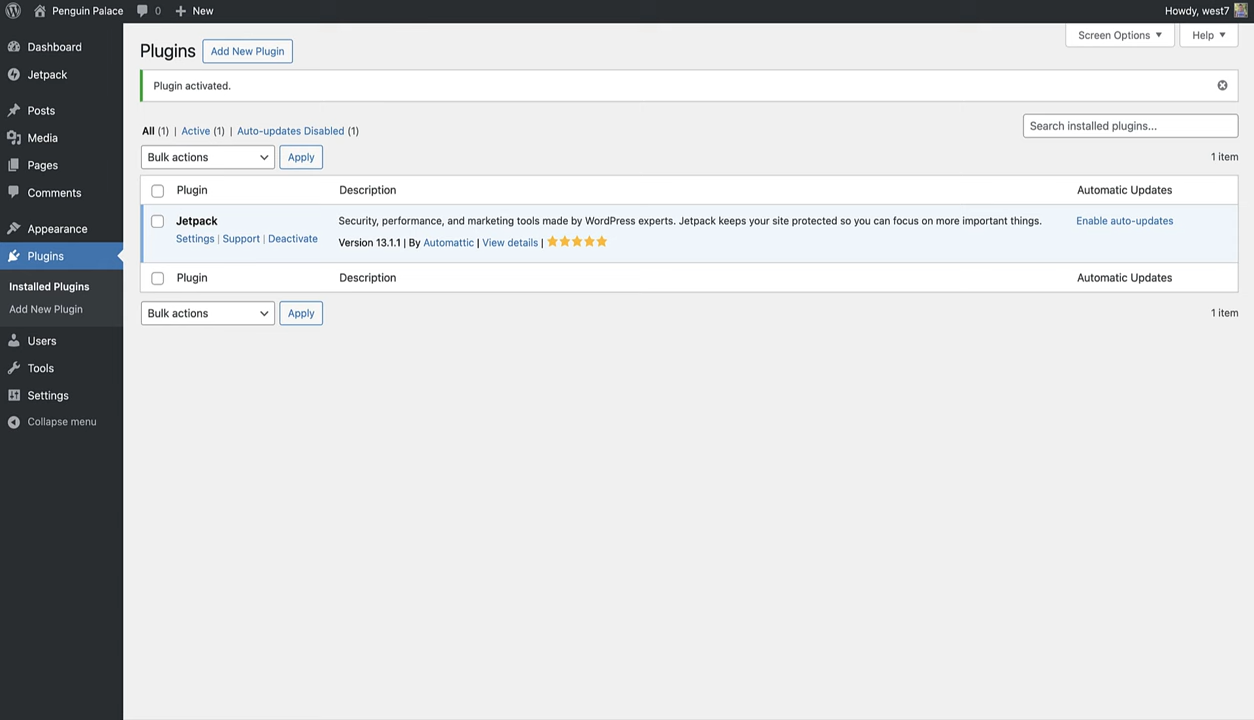 Penguin Palace 0 New Howdy, west7
Dashboard
Jetpack
Posts
Media
Pages
Comments
Appearance
Plugins
Installed Plugins
Add New Plugin
Users
Tools
Settings
Collapse menu
Screen Options Help
Plugins Add New Plugin
Plugin activated.
All (1) | Active (1) | Auto-updates Disabled (1)
Search installed plugins...
Bulk actions Apply 1 item
Plugin Description Automatic Updates
Jetpack Security, performance, and marketing tools made by WordPress experts. Jetpack keeps your site protected so you can focus on more important things. Enable auto-updates
Settings | Support | Deactivate Version 13.1.1 | By Automattic | View details |
Plugin Description Automatic Updates
Bulk actions Apply 1 item